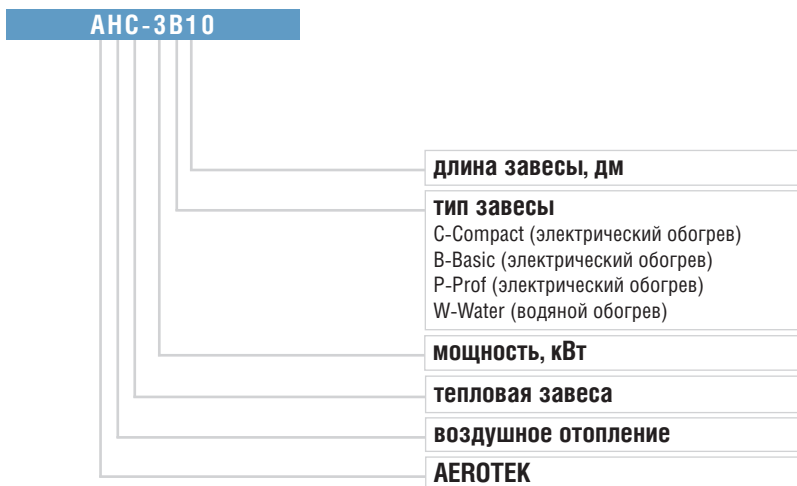 AHC-3B10
длина завесы, дм
тип завесы
C-Compact (электрический обогрев)
B-Basic (электрический обогрев)
P-Prof (электрический обогрев)
W-Water (водяной обогрев)
мощность, кВт
тепловая завеса
воздушное отопление
AEROTEK